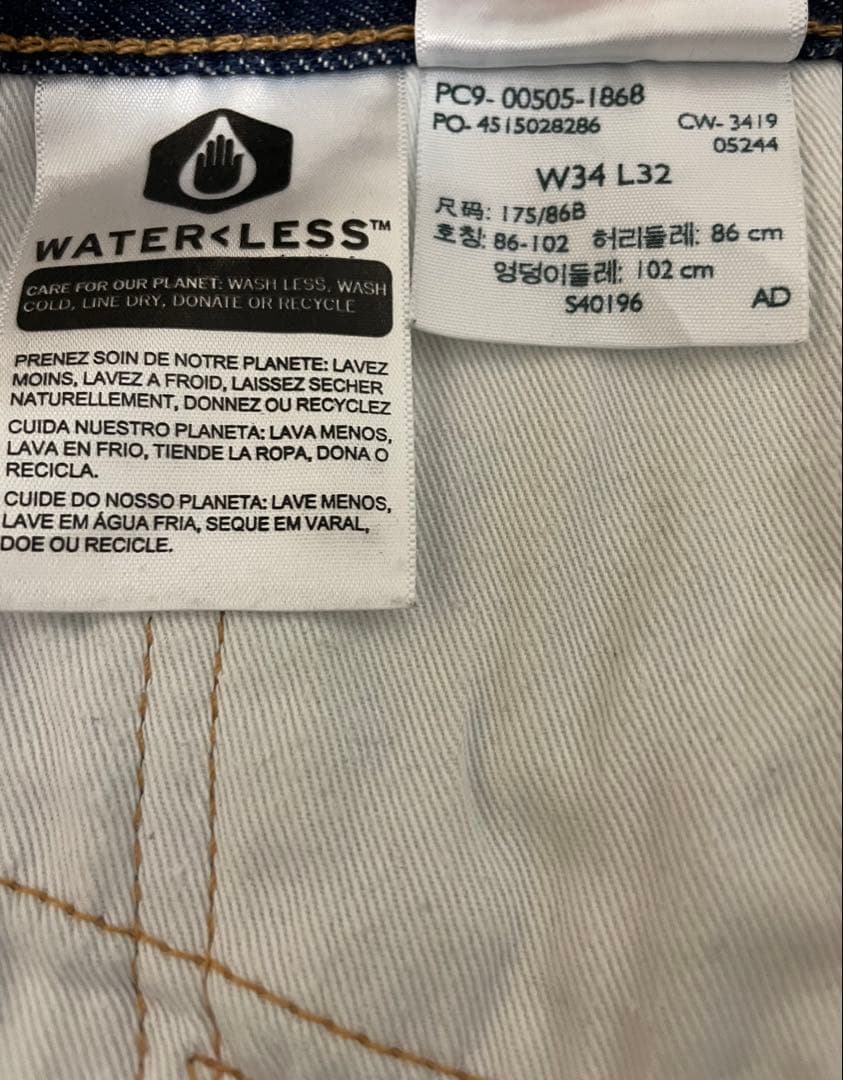 WATER<LESS™
CARE FOR OUR PLANET: WASH LESS, WASH
COLD, LINE DRY, DONATE OR RECYCLE
PRENEZ SOIN DE NOTRE PLANETE: LAVEZ
MOINS, LAVEZ A FROID, LAISSEZ SECHER
NATURELLEMENT, DONNEZ OU RECYCLEZ
CUIDA NUESTRO PLANETA: LAVA MENOS,
LAVA EN FRIO, TIENDE LA ROPA, DONA O
RECICLA.
CUIDE DO NOSSO PLANETA: LAVE MENOS,
LAVE EM ÁGUA FRIA, SEQUE EM VARAL,
DOE OU RECICLE.
PC9- 00505-1868
PO- 4515028286 CW- 3419
05244
W34 L32
尺码: 175/86B
호칭: 86-102 허리둘레: 86 cm
엉덩이둘레: 102 cm
S40196 AD